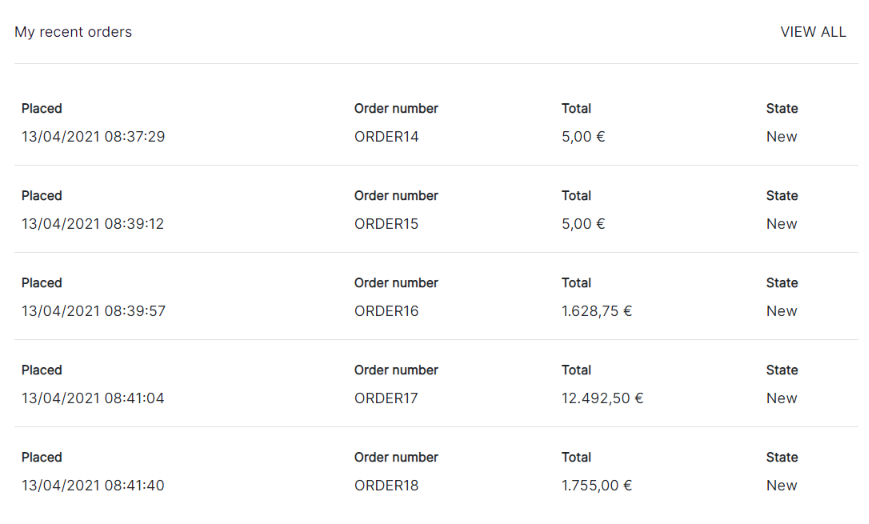 My recent orders VIEW ALL
Placed Order number Total State
13/04/2021 08:37:29 ORDER14 5,00 € New
Placed Order number Total State
13/04/2021 08:39:12 ORDER15 5,00 € New
Placed Order number Total State
13/04/2021 08:39:57 ORDER16 1.628,75 € New
Placed Order number Total State
13/04/2021 08:41:04 ORDER17 12.492,50 € New
Placed Order number Total State
13/04/2021 08:41:40 ORDER18 1.755,00 € New